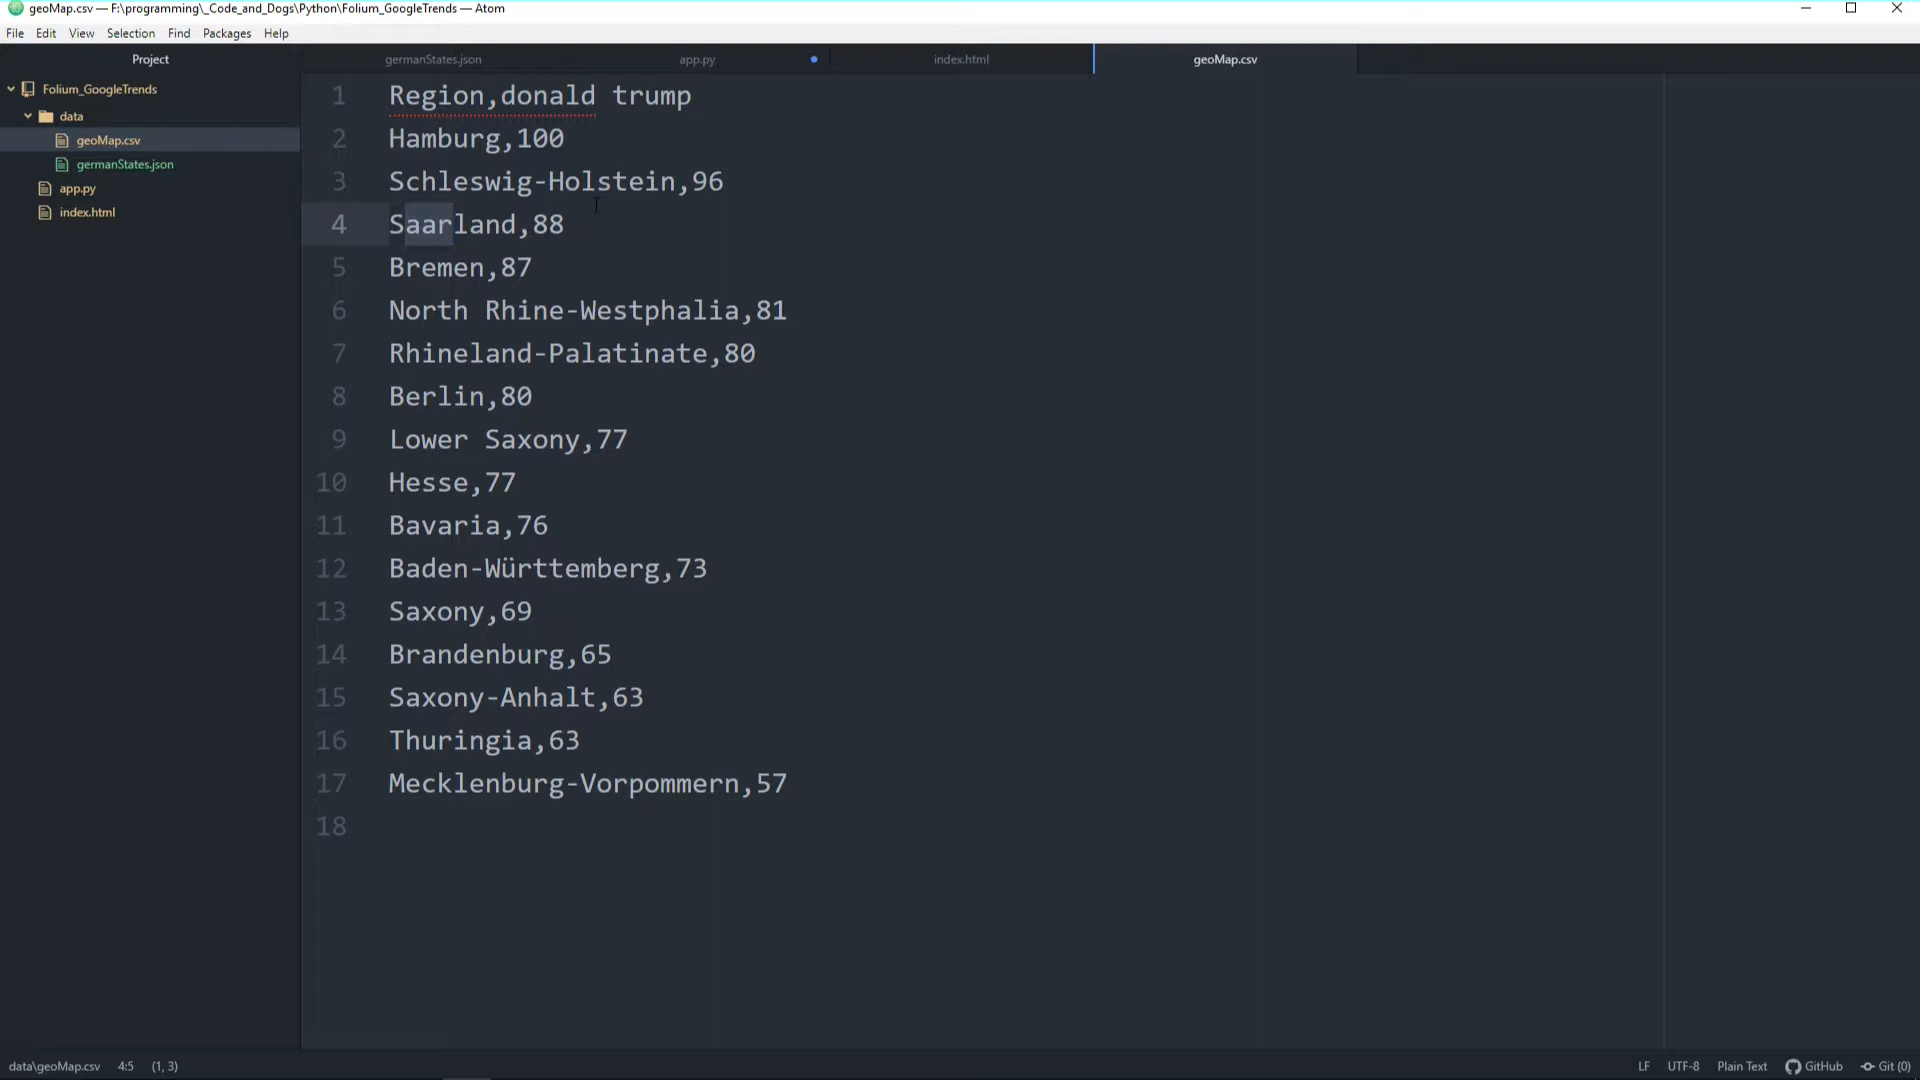 geoMap.csv — F:\programming\_Code_and_Dogs\Python\Folium_GoogleTrends — Atom
File Edit View Selection Find Packages Help
Project
germanStates.json app.py index.html geoMap.csv
Folium_GoogleTrends
data
geoMap.csv
germanStates.json
app.py
index.html
1 Region,donald trump
2 Hamburg,100
3 Schleswig-Holstein,96
4 Saarland,88
5 Bremen,87
6 North Rhine-Westphalia,81
7 Rhineland-Palatinate,80
8 Berlin,80
9 Lower Saxony,77
10 Hesse,77
11 Bavaria,76
12 Baden-Württemberg,73
13 Saxony,69
14 Brandenburg,65
15 Saxony-Anhalt,63
16 Thuringia,63
17 Mecklenburg-Vorpommern,57
18
data\geoMap.csv 4:5 (1, 3) LF UTF-8 Plain Text GitHub Git (0)